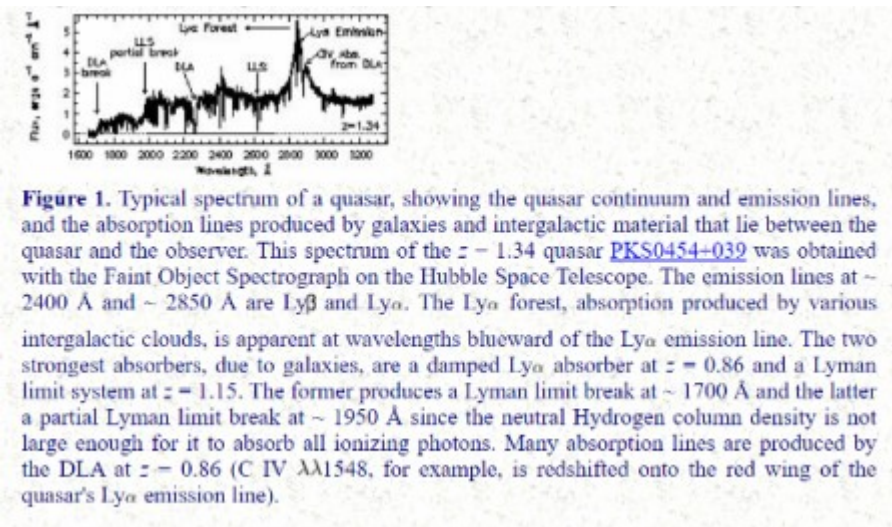 Lyα Forest
Lyα Emission
LLS
partial break
CIV Abs.
from DLA
DLA
break
DLA
LLS
5
4
3
2
1
0
z=1.34
1600 1800 2000 2200 2400 2600 2800 3000 3200
Wavelength, Å
Figure 1. Typical spectrum of a quasar, showing the quasar continuum and emission lines,
and the absorption lines produced by galaxies and intergalactic material that lie between the
quasar and the observer. This spectrum of the z = 1.34 quasar PKS0454+039 was obtained
with the Faint Object Spectrograph on the Hubble Space Telescope. The emission lines at ~
2400 Å and ~ 2850 Å are Lyβ and Lyα. The Lyα forest, absorption produced by various
intergalactic clouds, is apparent at wavelengths blueward of the Lyα emission line. The two
strongest absorbers, due to galaxies, are a damped Lyα absorber at z = 0.86 and a Lyman
limit system at z = 1.15. The former produces a Lyman limit break at ~ 1700 Å and the latter
a partial Lyman limit break at ~ 1950 Å since the neutral Hydrogen column density is not
large enough for it to absorb all ionizing photons. Many absorption lines are produced by
the DLA at z = 0.86 (C IV λλ1548, for example, is redshifted onto the red wing of the
quasar's Lyα emission line).